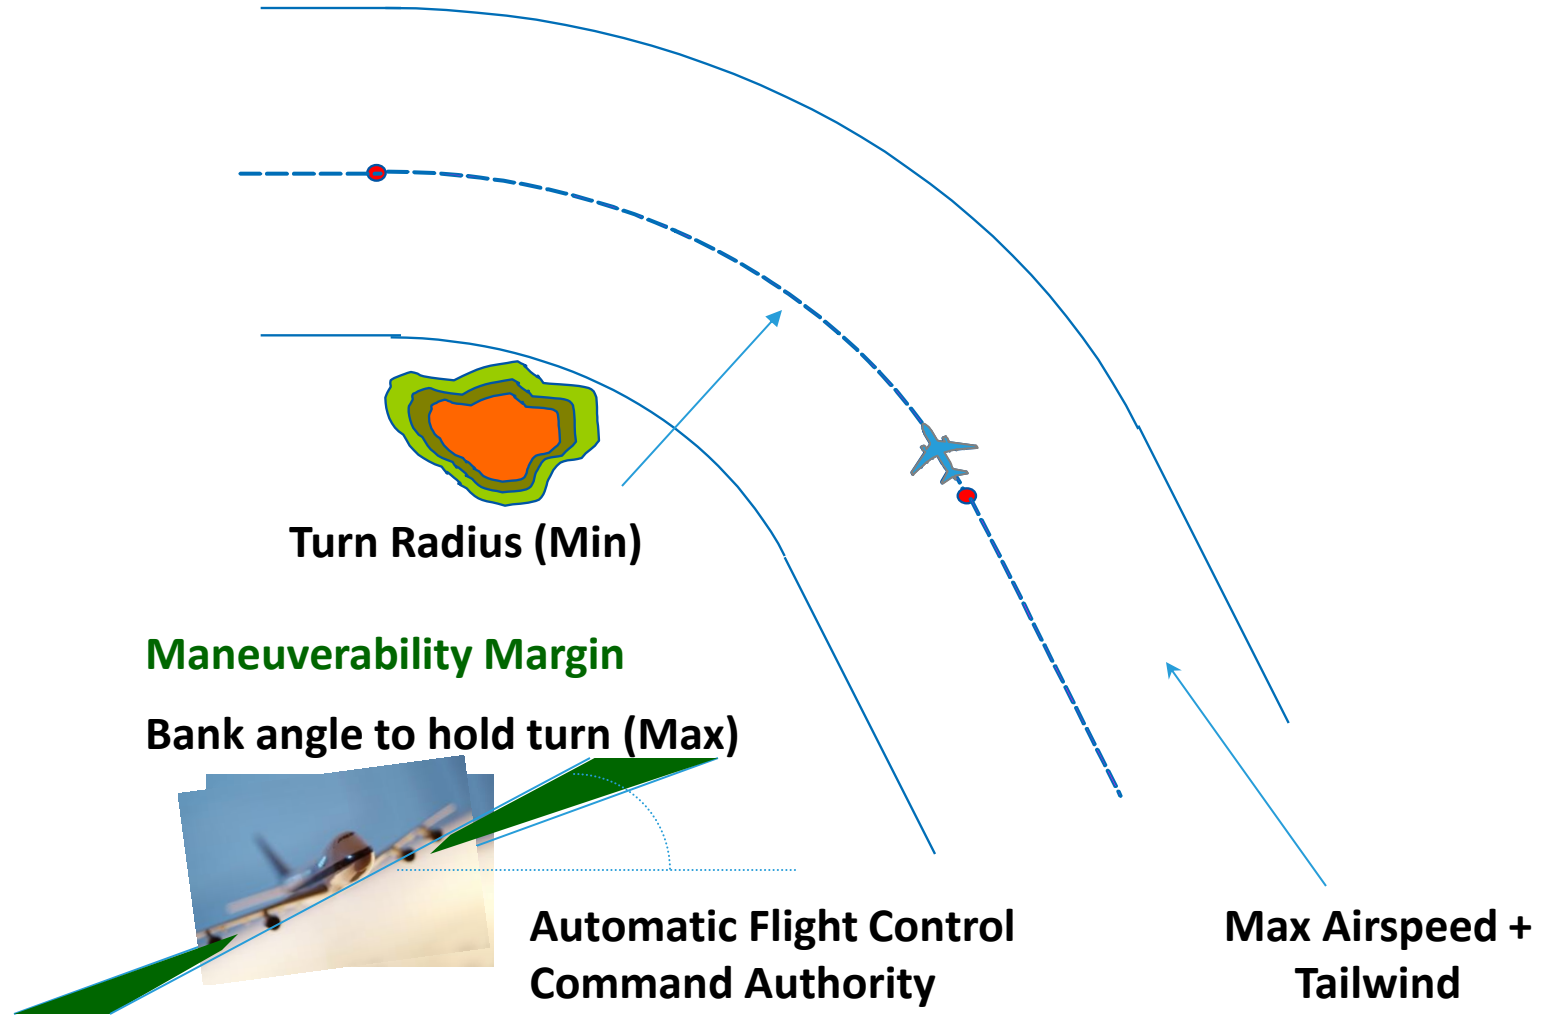 Turn Radius (Min)
Maneuverability Margin
Bank angle to hold turn (Max)
Automatic Flight Control
Command Authority
Max Airspeed +
Tailwind